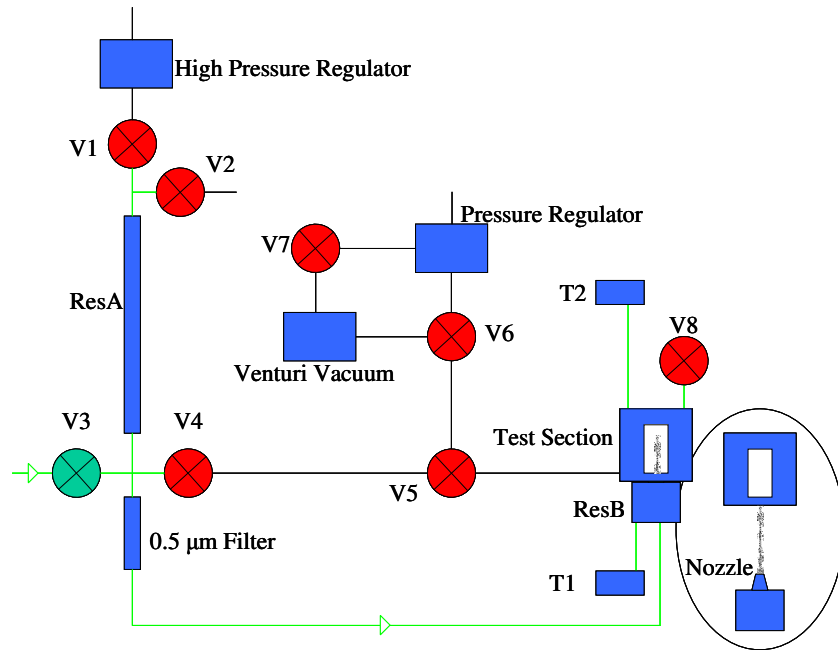 High Pressure Regulator
V1
V2
Pressure Regulator
V7
T2
ResA
V6
V8
Venturi Vacuum
V3
V4
Test Section
V5
ResB
0.5 μm Filter
Nozzle
T1